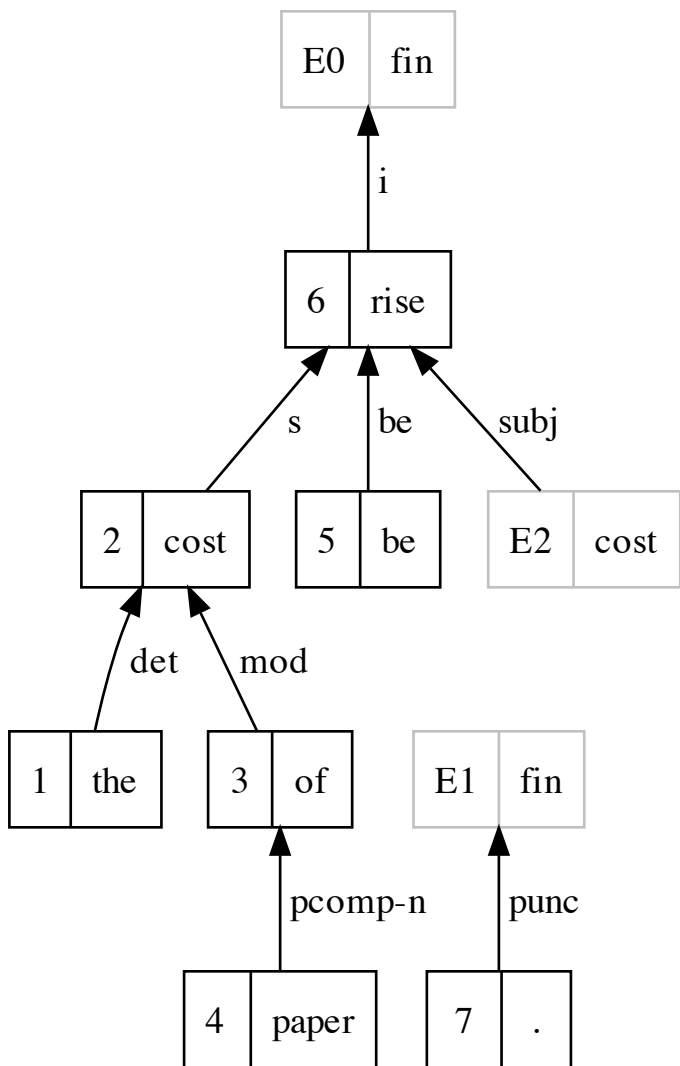 E0 fin
i
6 rise
s be subj
2 cost 5 be E2 cost
det mod
1 the 3 of E1 fin
pcomp-n punc
4 paper 7 .